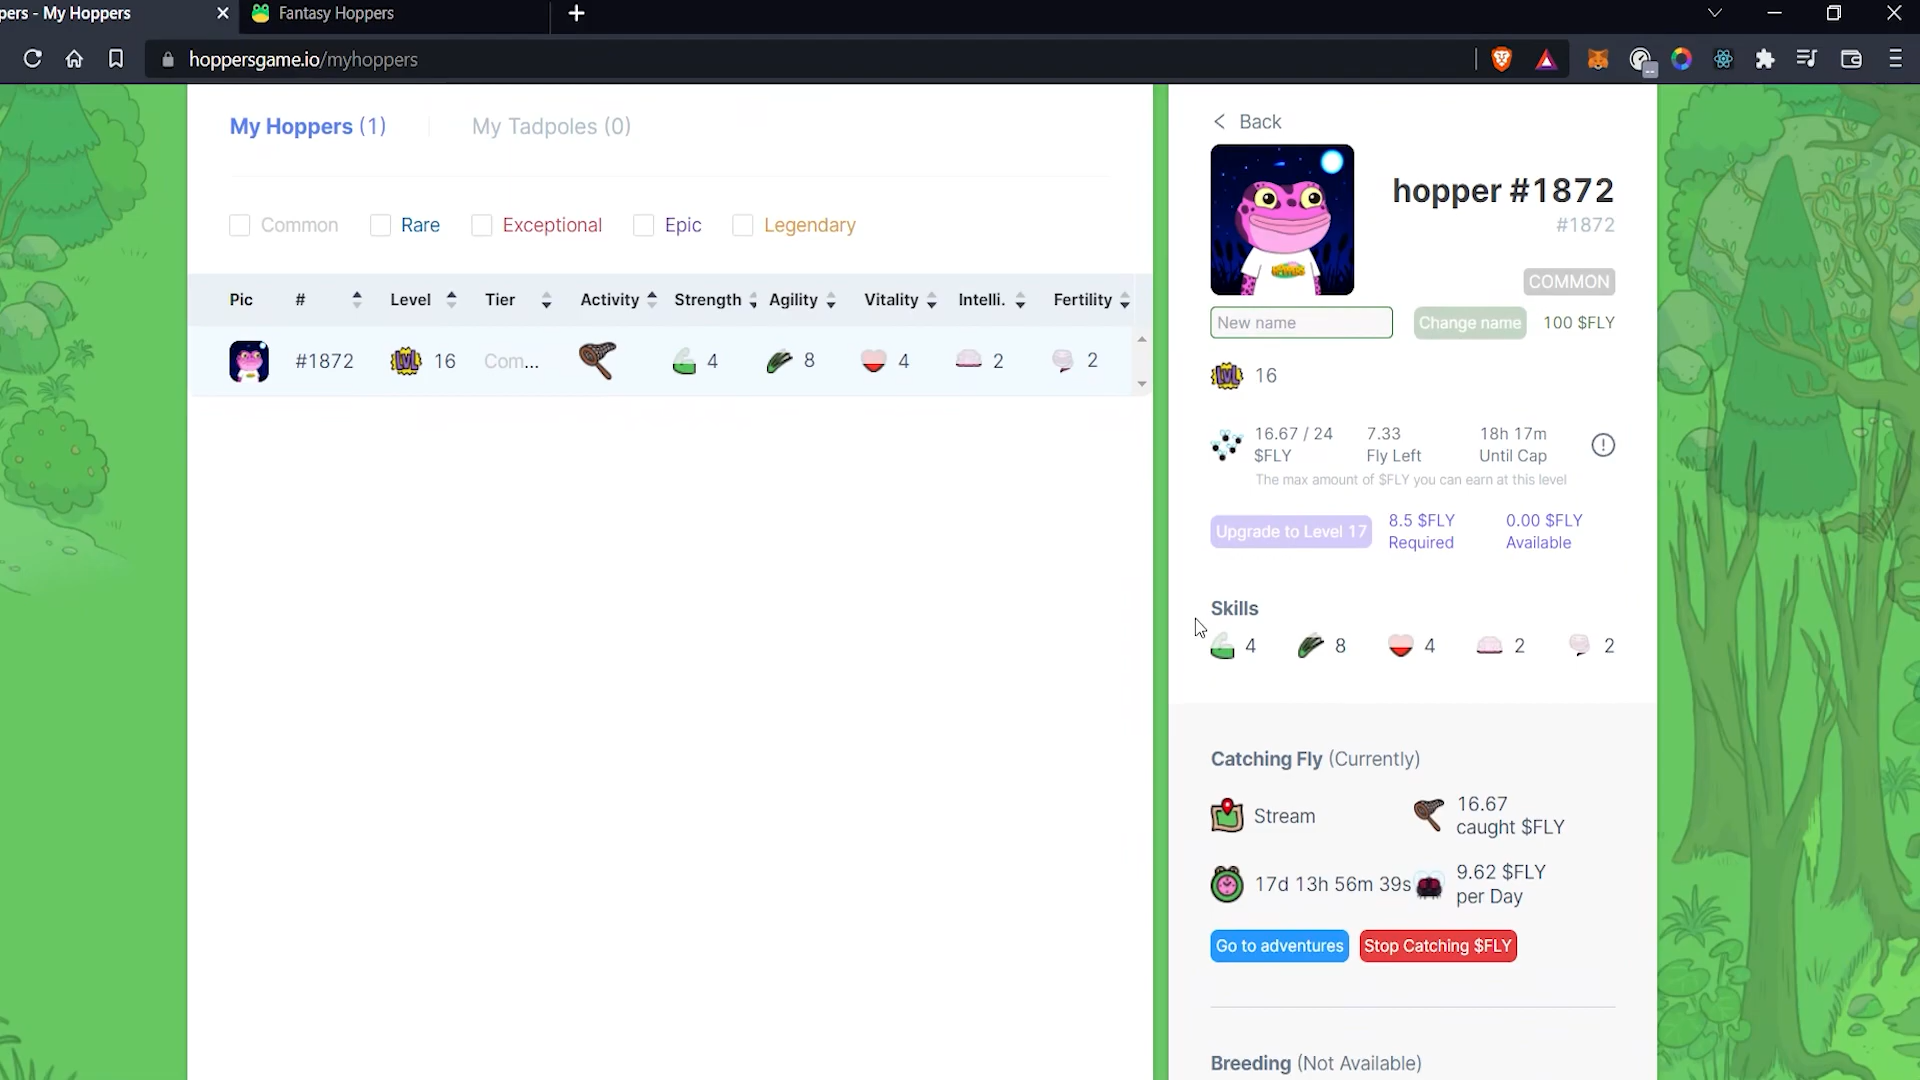 pers - My Hoppers
Fantasy Hoppers
hoppersgame.io/myhoppers
My Hoppers (1)
My Tadpoles (0)
Common
Rare
Exceptional
Epic
Legendary
Pic # Level Tier Activity Strength Agility Vitality Intelli. Fertility
#1872 LVL 16 Com... 4 8 4 2 2
Back
hopper #1872
#1872
COMMON
New name
Change name
100 $FLY
LVL 16
16.67 / 24
$FLY
7.33
Fly Left
18h 17m
Until Cap
The max amount of $FLY you can earn at this level
Upgrade to Level 17
8.5 $FLY
Required
0.00 $FLY
Available
Skills
4 8 4 2 2
Catching Fly (Currently)
Stream
16.67
caught $FLY
17d 13h 56m 39s
9.62 $FLY
per Day
Go to adventures
Stop Catching $FLY
Breeding (Not Available)